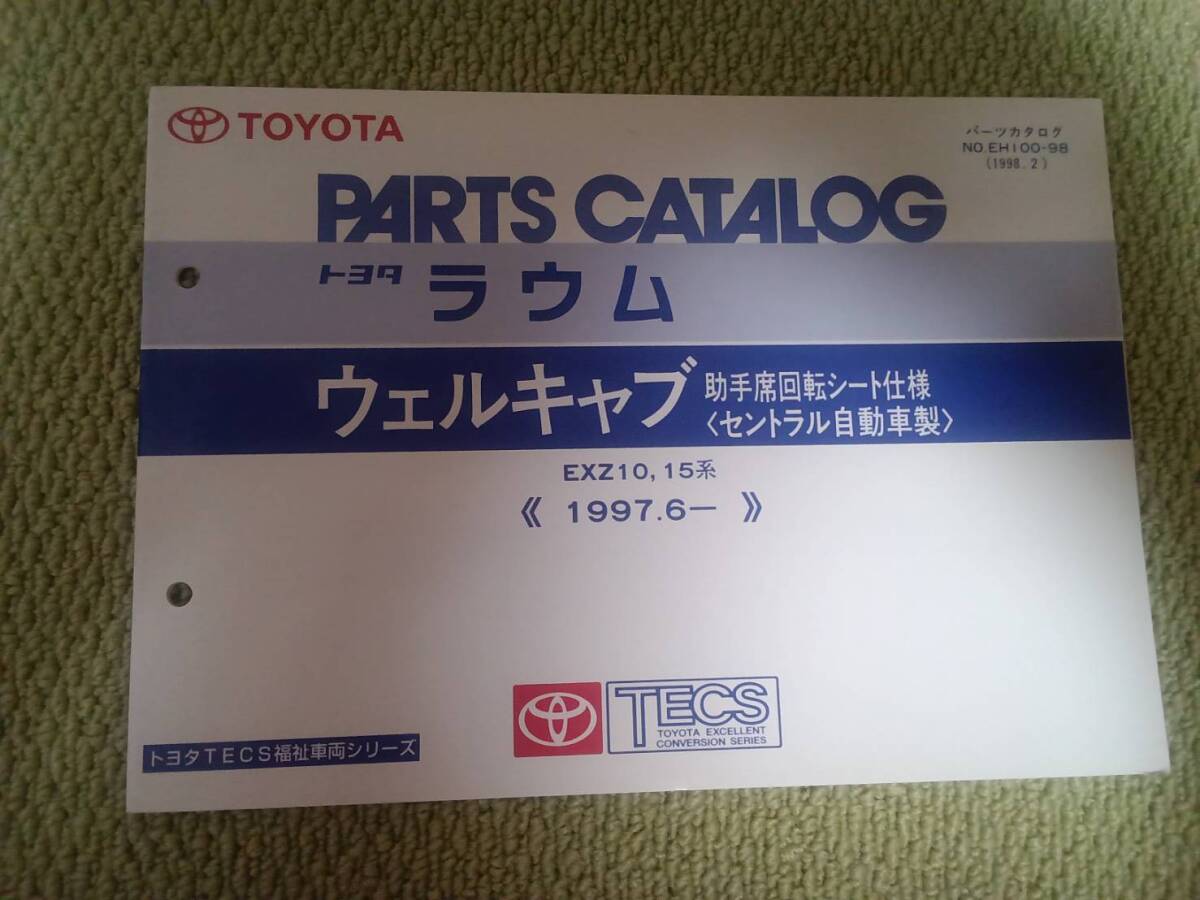 TOYOTA
パーツカタログ
NO.EH100-98
(1998.2)
PARTS CATALOG
トヨタ ラウム
ウェルキャブ 助手席回転シート仕様
〈セントラル自動車製〉
EXZ10, 15系
《 1997.6ー 》
TECS
TOYOTA EXCELLENT
CONVERSION SERIES
トヨタTECS福祉車両シリーズ